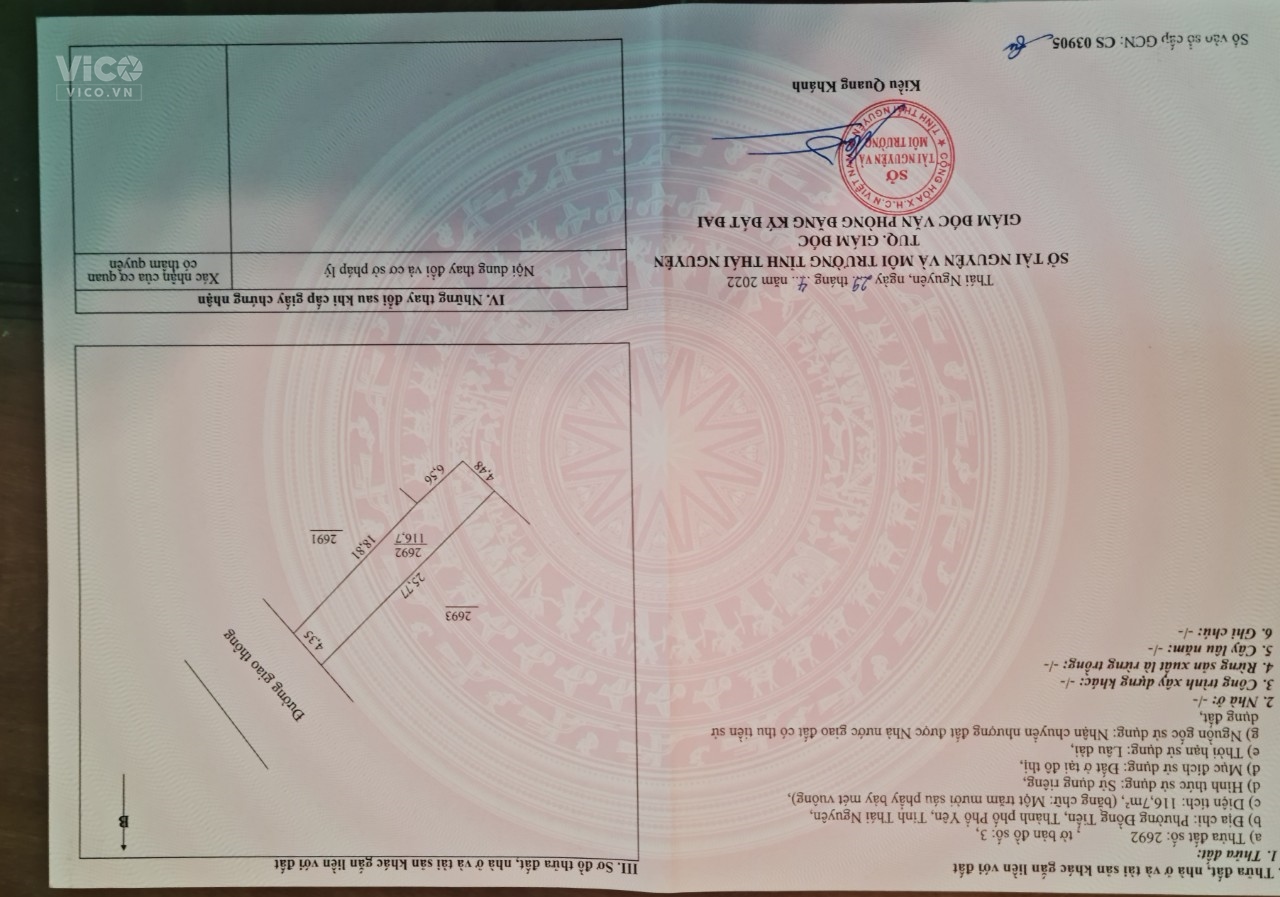 ViCO
VICO.VN
. Thửa đất, nhà ở và tài sản khác gắn liền với đất
1. Thửa đất:
a) Thửa đất số: 2692 , tờ bản đồ số: 3,
b) Địa chỉ: Phường Đồng Tiến, Thành phố Phổ Yên, Tỉnh Thái Nguyên,
c) Diện tích: 116,7m², (bằng chữ: Một trăm mười sáu phẩy bảy mét vuông),
d) Hình thức sử dụng: Sử dụng riêng,
đ) Mục đích sử dụng: Đất ở tại đô thị,
e) Thời hạn sử dụng: Lâu dài,
g) Nguồn gốc sử dụng: Nhận chuyển nhượng đất được Nhà nước giao đất có thu tiền sử
dụng đất,
2. Nhà ở: -/-
3. Công trình xây dựng khác: -/-
4. Rừng sản xuất là rừng trồng: -/-
5. Cây lâu năm: -/-
6. Ghi chú: -/-
Thái Nguyên, ngày 29 tháng 4 năm 2022
SỞ TÀI NGUYÊN VÀ MÔI TRƯỜNG TỈNH THÁI NGUYÊN
TUQ. GIÁM ĐỐC
GIÁM ĐỐC VĂN PHÒNG ĐĂNG KÝ ĐẤT ĐAI
CỘNG HÒA X.H.C.N VIỆT NAM
SỞ
TÀI NGUYÊN VÀ
MÔI TRƯỜNG
★ TỈNH THÁI NGUYÊN ★
Kiều Quang Khánh
Số vào sổ cấp GCN: CS 03905
III. Sơ đồ thửa đất, nhà ở và tài sản khác gắn liền với đất
B
Đường giao thông
4,35
2693
25,77
2692
116,7
18,81
2691
6,56
4,48
IV. Những thay đổi sau khi cấp giấy chứng nhận
Nội dung thay đổi và cơ sở pháp lý
Xác nhận của cơ quan
có thẩm quyền